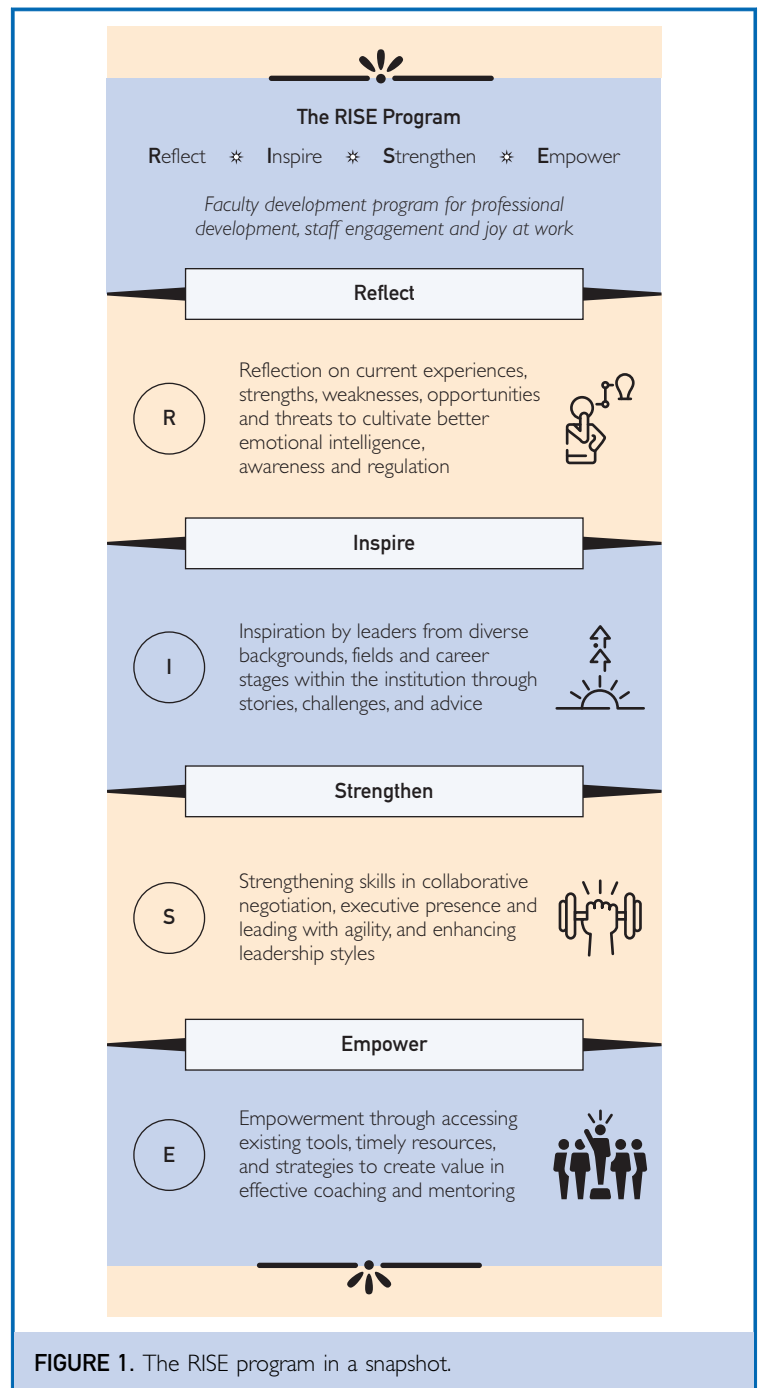 The RISE Program
Reflect ✲ Inspire ✲ Strengthen ✲ Empower
Faculty development program for professional
development, staff engagement and joy at work
Reflect
R
Reflection on current experiences,
strengths, weaknesses, opportunities
and threats to cultivate better
emotional intelligence,
awareness and regulation
Inspire
I
Inspiration by leaders from diverse
backgrounds, fields and career
stages within the institution through
stories, challenges, and advice
Strengthen
S
Strengthening skills in collaborative
negotiation, executive presence and
leading with agility, and enhancing
leadership styles
Empower
E
Empowerment through accessing
existing tools, timely resources,
and strategies to create value in
effective coaching and mentoring
FIGURE 1. The RISE program in a snapshot.